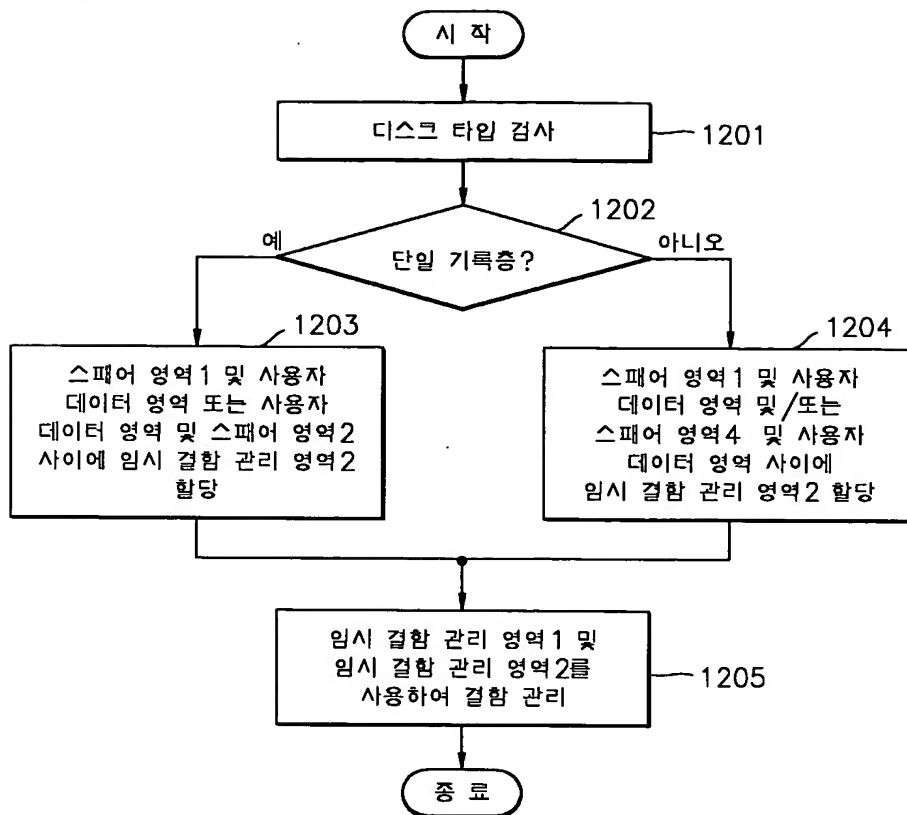 시 작
디스크 타입 검사
1201
1202
예
아니오
단일 기록층?
1203
스패어 영역1 및 사용자
데이터 영역 또는 사용자
데이터 영역 및 스패어 영역2
사이에 임시 결함 관리 영역2
할당
1204
스패어 영역1 및 사용자
데이터 영역 및/또는
스패어 영역4 및 사용자
데이터 영역 사이에
임시 결함 관리 영역2 할당
임시 결함 관리 영역1 및
임시 결함 관리 영역2를
사용하여 결함 관리
1205
종 료